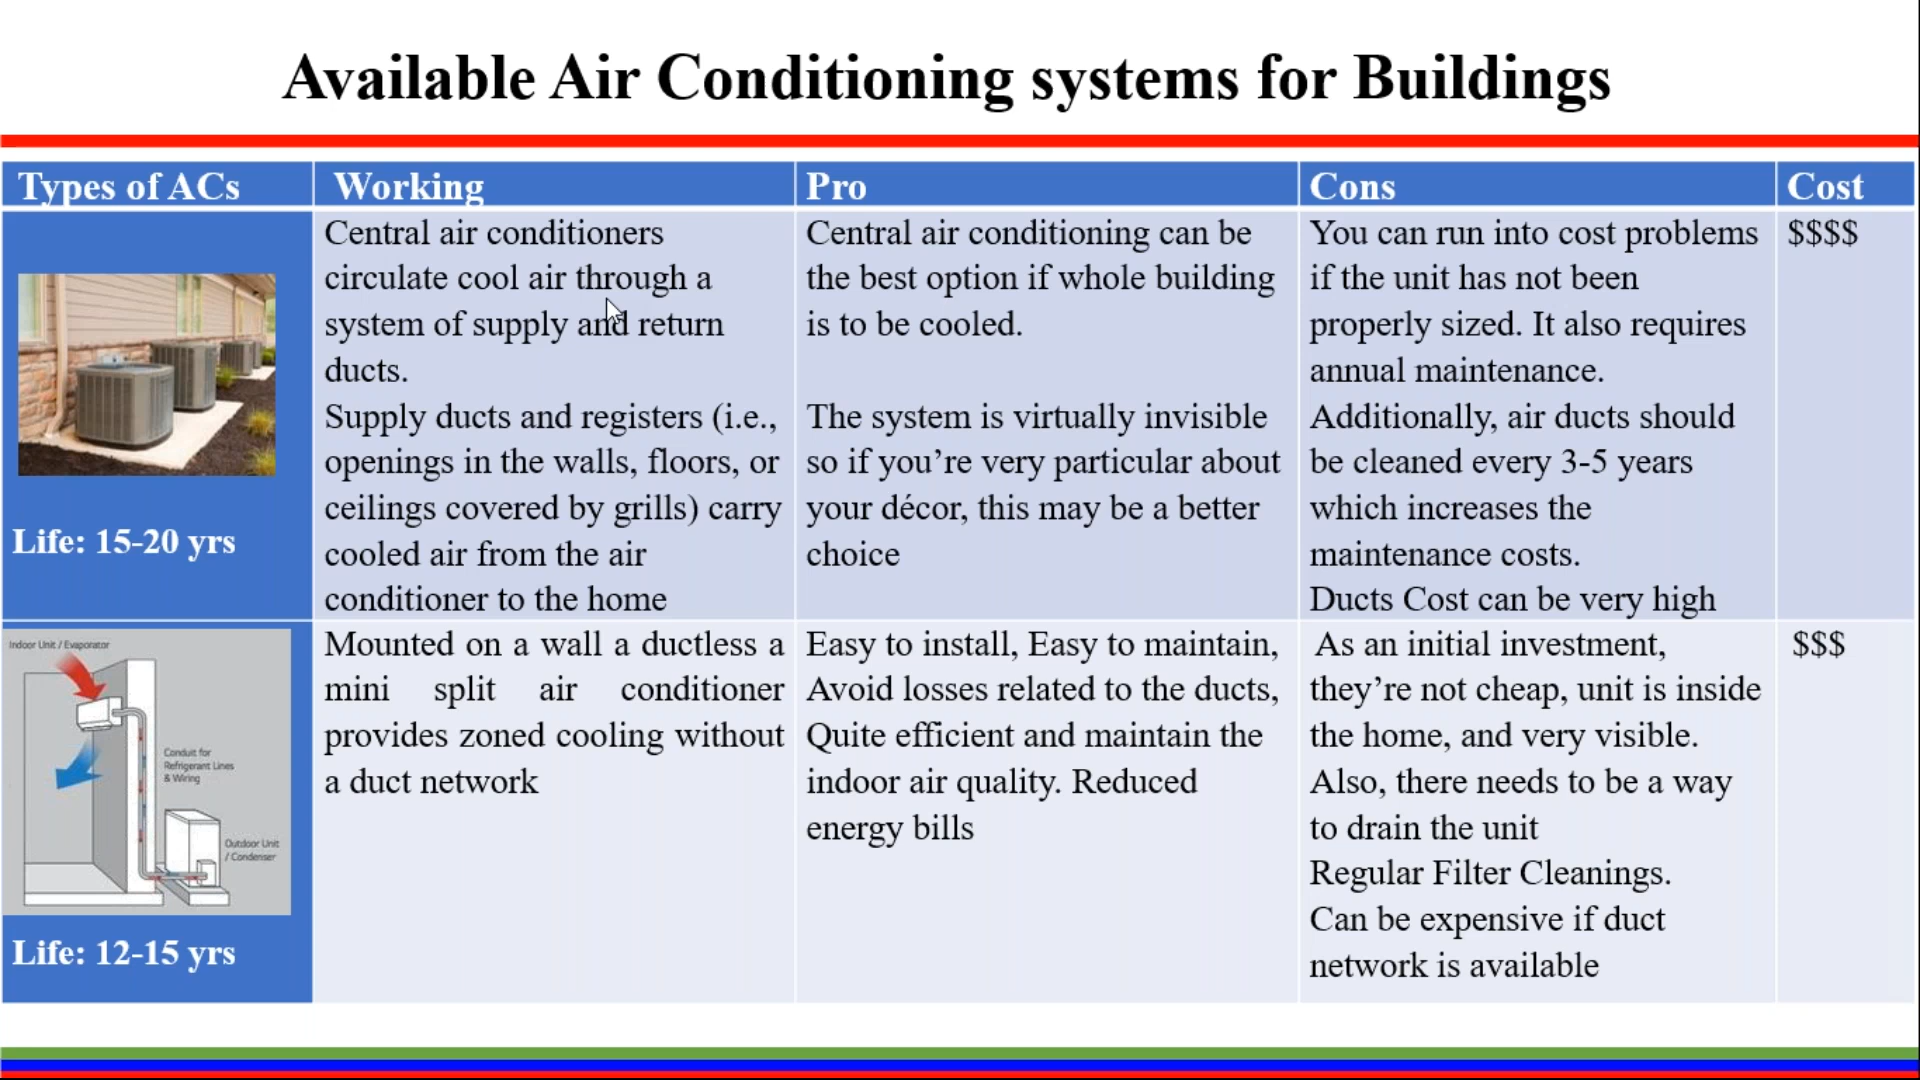 Available Air Conditioning systems for Buildings
Types of ACs
Working
Pro
Cons
Cost
Life: 15-20 yrs
Central air conditioners
circulate cool air through a
system of supply and return
ducts.
Supply ducts and registers (i.e.,
openings in the walls, floors, or
ceilings covered by grills) carry
cooled air from the air
conditioner to the home
Central air conditioning can be
the best option if whole building
is to be cooled.
The system is virtually invisible
so if you’re very particular about
your décor, this may be a better
choice
You can run into cost problems
if the unit has not been
properly sized. It also requires
annual maintenance.
Additionally, air ducts should
be cleaned every 3-5 years
which increases the
maintenance costs.
Ducts Cost can be very high
$$$$
Indoor Unit / Evaporator
Conduit for
Refrigerant Lines
& Wiring
Outdoor Unit
/ Condenser
Life: 12-15 yrs
Mounted on a wall a ductless a
mini split air conditioner
provides zoned cooling without
a duct network
Easy to install, Easy to maintain,
Avoid losses related to the ducts,
Quite efficient and maintain the
indoor air quality. Reduced
energy bills
As an initial investment,
they’re not cheap, unit is inside
the home, and very visible.
Also, there needs to be a way
to drain the unit
Regular Filter Cleanings.
Can be expensive if duct
network is available
$$$